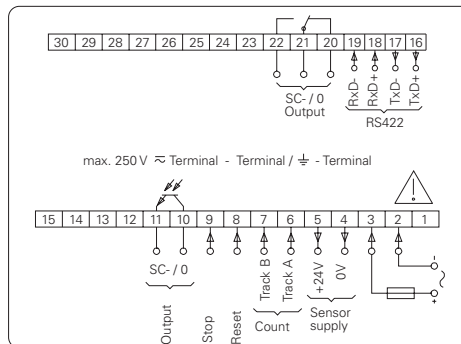 30 29 28 27 26 25 24 23 22 21 20 19 18 17 16
RxD-
RxD+
TxD-
TxD+
SC- / 0
Output
RS422
max. 250 V ⏦ Terminal - Terminal / ⏚ - Terminal
15 14 13 12 11 10 9 8 7 6 5 4 3 2 1
SC- / 0
Output
Stop
Reset
Track B
Track A
Count
+24V
0V
Sensor
supply
-
+